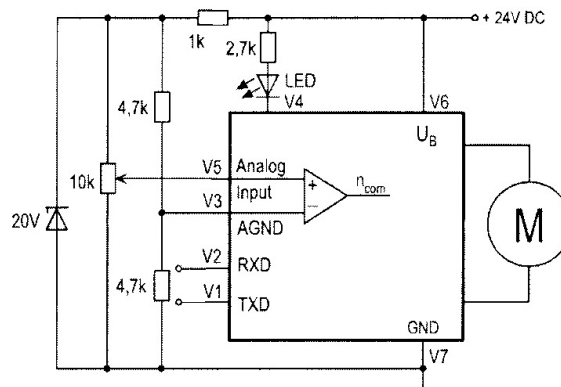 + 24V DC
1k
2,7k
LED
V4
V6
4,7k
U_B
V5
Analog
10k
+
n_com
Input
V3
−
AGND
20V
M
V2
RXD
4,7k
V1
TXD
GND
V7